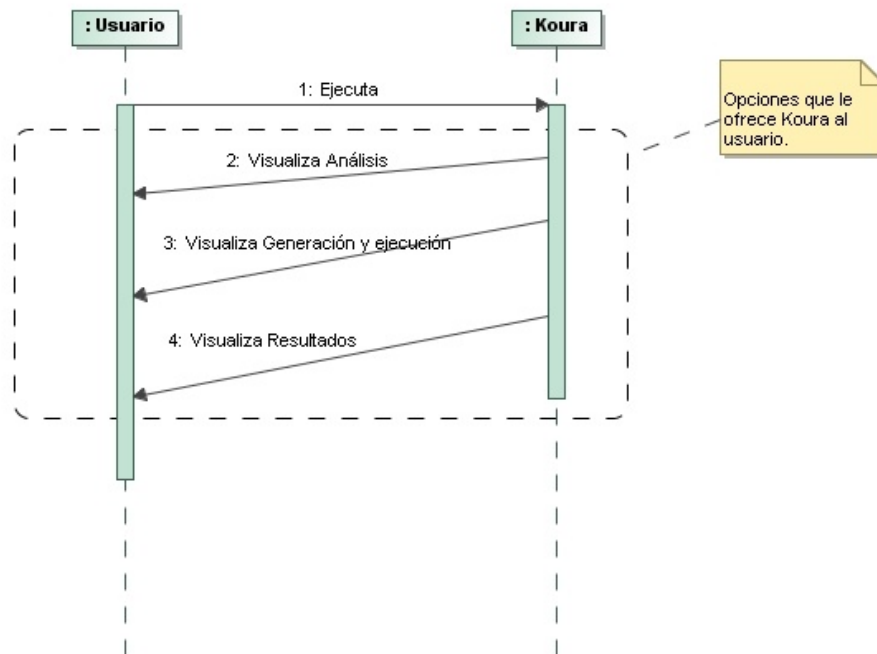 : Usuario
: Koura
1: Ejecuta
Opciones que le
ofrece Koura al
usuario.
2: Visualiza Análisis
3: Visualiza Generación y ejecución
4: Visualiza Resultados